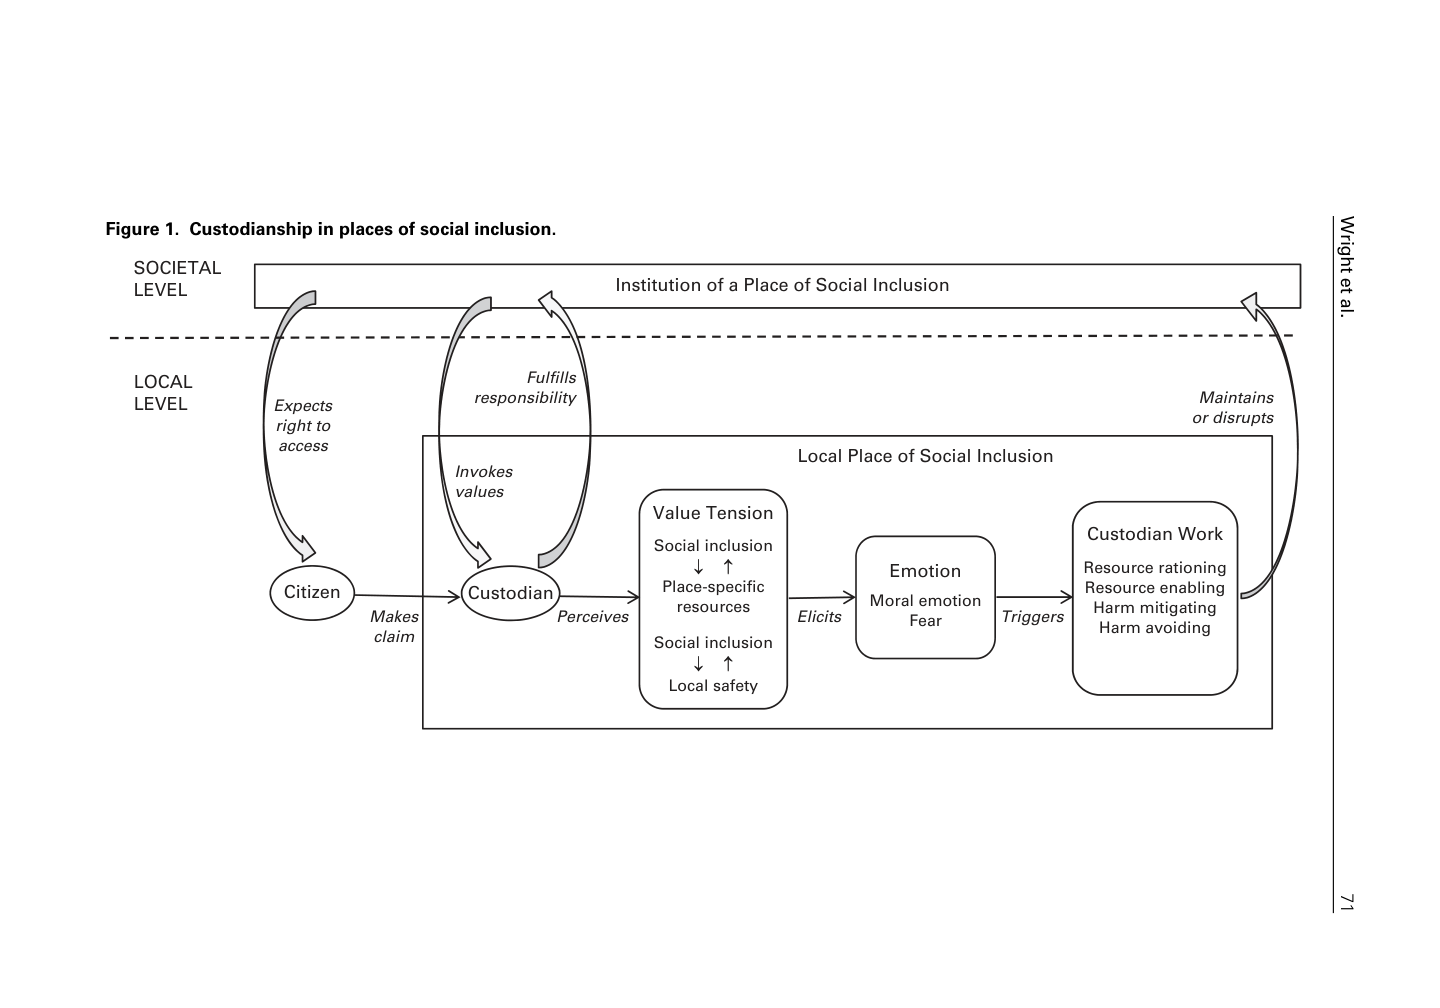 Figure 1. Custodianship in places of social inclusion.
SOCIETAL
LEVEL
Institution of a Place of Social Inclusion
LOCAL
LEVEL
Expects
right to
access
Fulfills
responsibility
Invokes
values
Maintains
or disrupts
Local Place of Social Inclusion
Citizen
Makes
claim
Custodian
Perceives
Value Tension
Social inclusion
↓ ↑
Place-specific
resources
Social inclusion
↓ ↑
Local safety
Elicits
Emotion
Moral emotion
Fear
Triggers
Custodian Work
Resource rationing
Resource enabling
Harm mitigating
Harm avoiding
Wright et al.
71